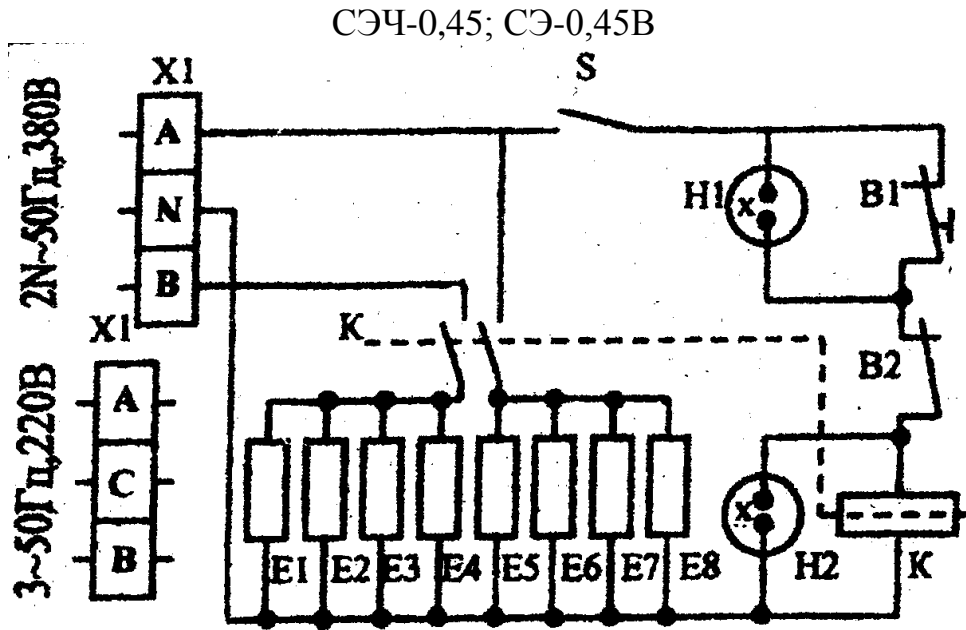 СЭЧ-0,45; СЭ-0,45В
X1
S
2N~50Гц,380В
A
N
B
H1
x
B1
X1
K
B2
3~50Гц,220В
A
C
B
x
E1 E2 E3 E4 E5 E6 E7 E8 H2 K